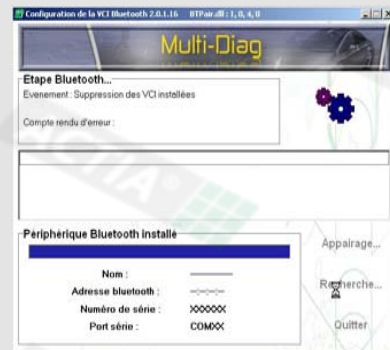 Configuration de la VCI Bluetooth 2.0.1.16 BTPair.dll : 1, 0, 4, 0
Multi-Diag
Etape Bluetooth...
Evenement : Suppression des VCI installées
Compte rendu d'erreur :
ACTIA
Périphérique Bluetooth installé
Appairage...
Nom :
Adresse bluetooth :
Recherche...
Numéro de série : XXXXXX
Port série : COMXX
Quitter